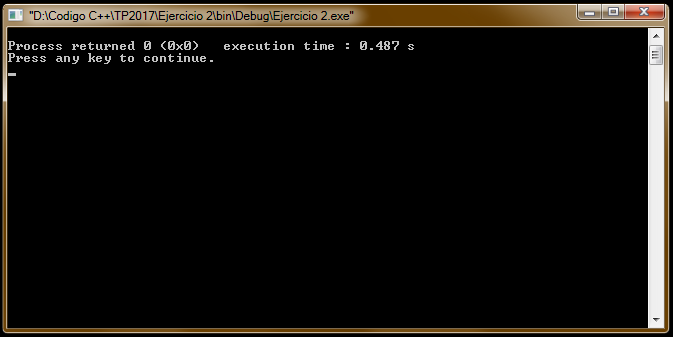 "D:\Codigo C++\TP2017\Ejercicio 2\bin\Debug\Ejercicio 2.exe"
Process returned 0 (0x0)   execution time : 0.487 s
Press any key to continue.